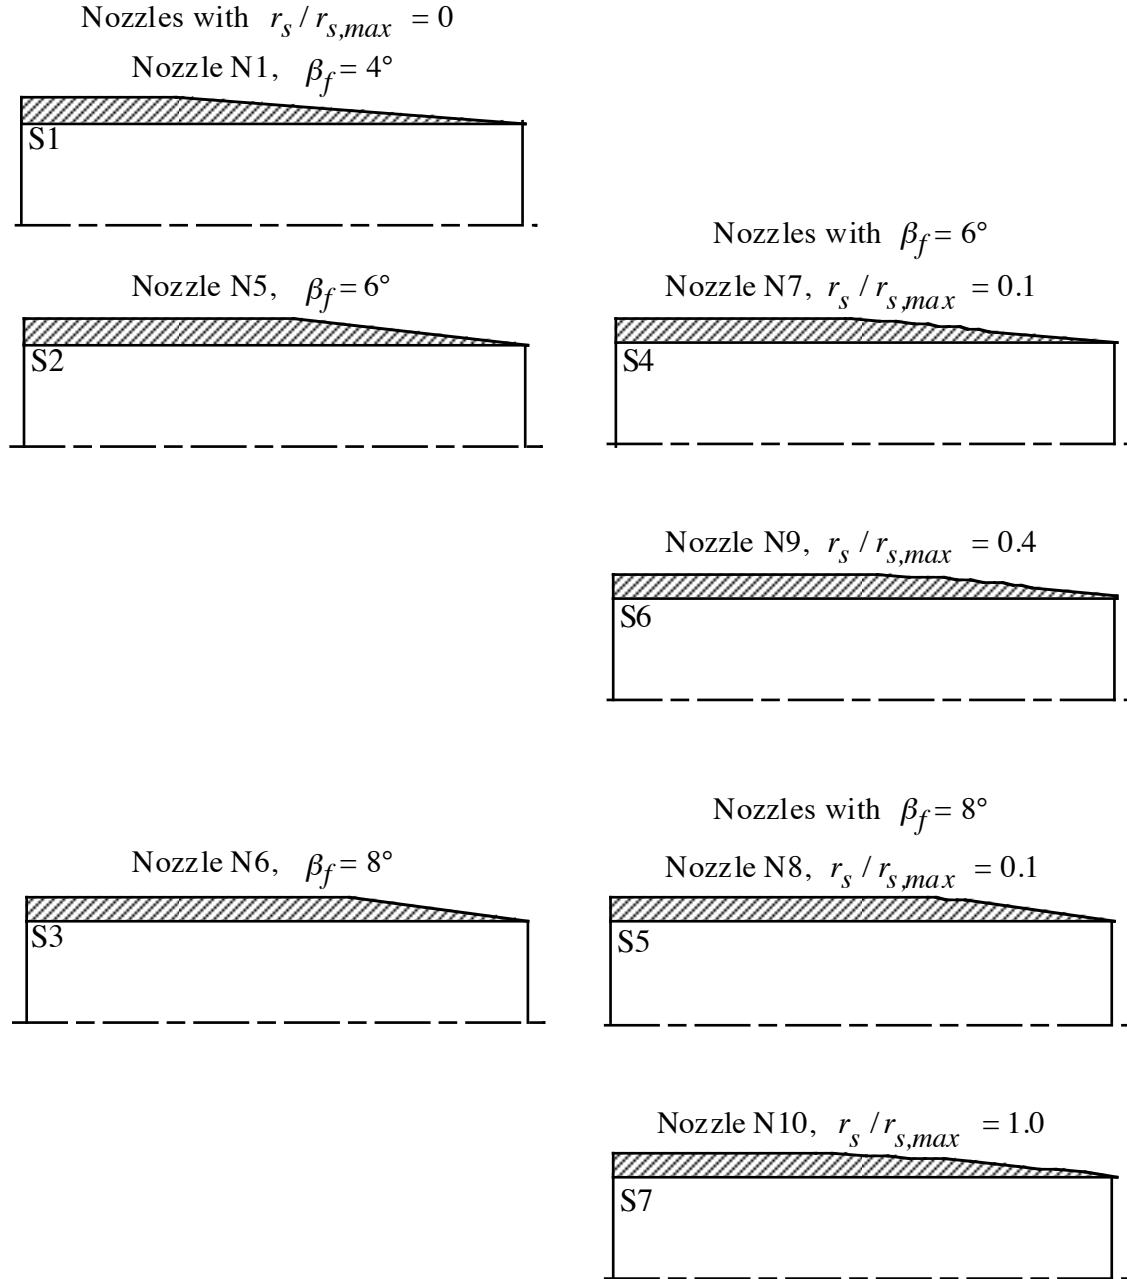 Nozzles with r_s / r_s,max = 0
Nozzle N1, β_f = 4°
S1
Nozzle N5, β_f = 6°
S2
Nozzle N6, β_f = 8°
S3
Nozzles with β_f = 6°
Nozzle N7, r_s / r_s,max = 0.1
S4
Nozzle N9, r_s / r_s,max = 0.4
S6
Nozzles with β_f = 8°
Nozzle N8, r_s / r_s,max = 0.1
S5
Nozzle N10, r_s / r_s,max = 1.0
S7